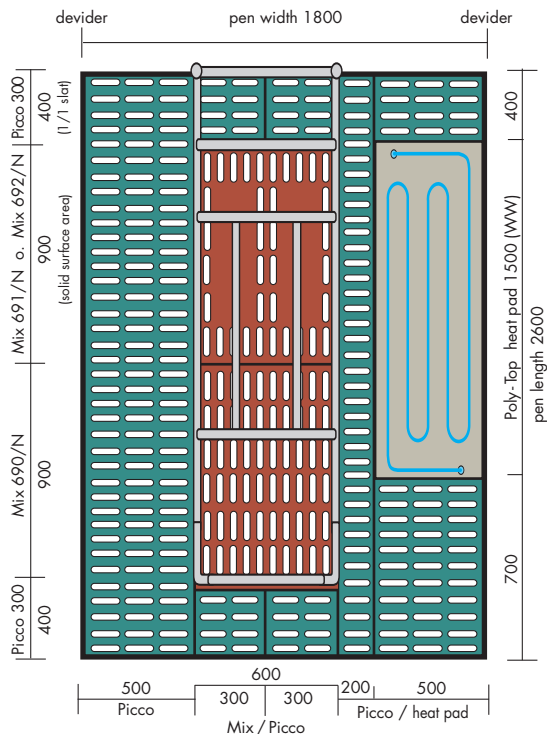 devider pen width 1800 devider
Picco 300
400
(1/1 slat)
Mix 691/N o. Mix 692/N
900
(solid surface area)
Mix 690/N
900
Picco 300
400
400
Poly-Top heat pad 1500 (WW)
pen length 2600
700
600
500 300 300 200 500
Picco Mix / Picco Picco / heat pad